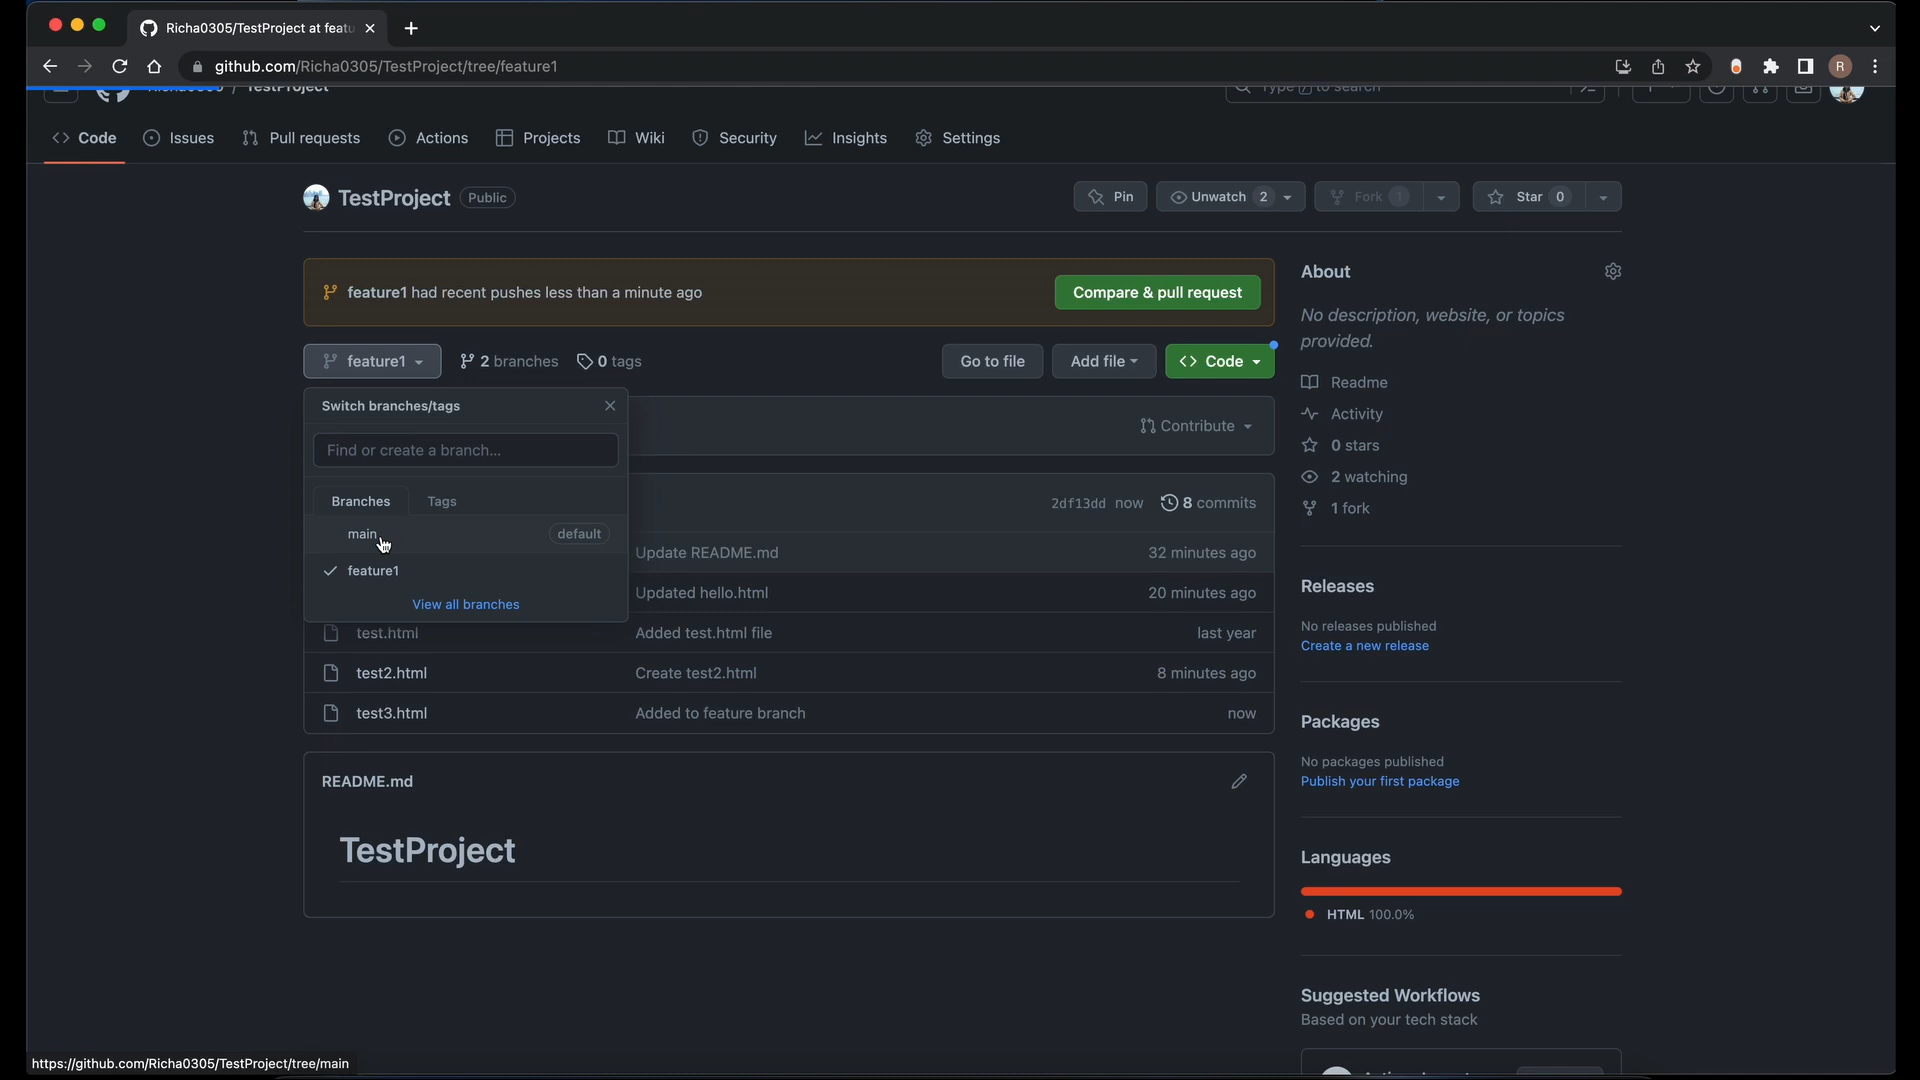 Richa0305/TestProject at featu
github.com/Richa0305/TestProject/tree/feature1
Richa0305 / TestProject
Type / to search
Code
Issues
Pull requests
Actions
Projects
Wiki
Security
Insights
Settings
R
TestProject Public
Pin
Unwatch 2
Fork 1
Star 0
feature1 had recent pushes less than a minute ago
Compare & pull request
feature1
2 branches
0 tags
Go to file
Add file
<> Code
Switch branches/tags
Find or create a branch...
Branches
Tags
main default
feature1
View all branches
Contribute
2df13dd now 8 commits
Update README.md 32 minutes ago
Updated hello.html 20 minutes ago
test.html Added test.html file last year
test2.html Create test2.html 8 minutes ago
test3.html Added to feature branch now
README.md
TestProject
About
No description, website, or topics
provided.
Readme
Activity
0 stars
2 watching
1 fork
Releases
No releases published
Create a new release
Packages
No packages published
Publish your first package
Languages
HTML 100.0%
Suggested Workflows
Based on your tech stack
https://github.com/Richa0305/TestProject/tree/main